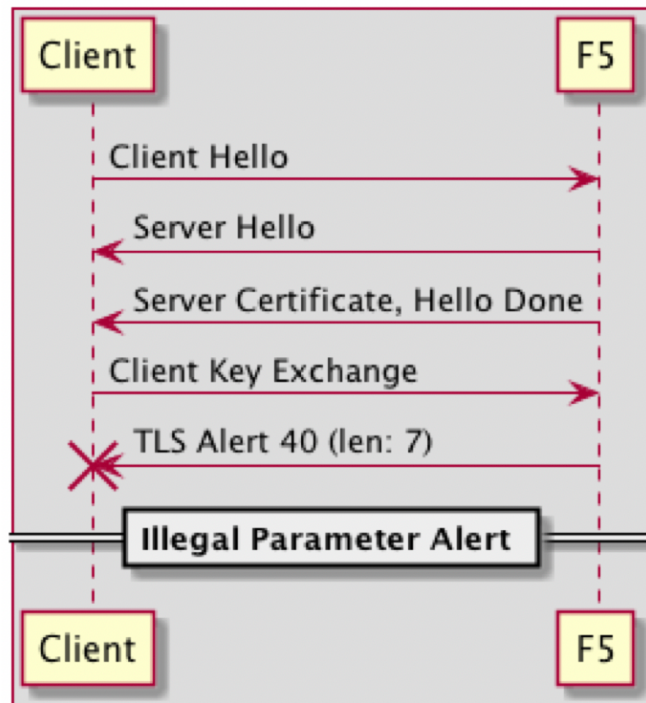 Client F5
Client Hello
Server Hello
Server Certificate, Hello Done
Client Key Exchange
TLS Alert 40 (len: 7)
Illegal Parameter Alert
Client F5